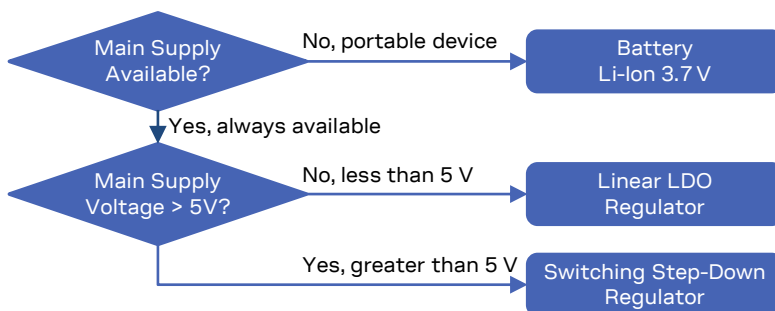 Main Supply
Available?
No, portable device
Battery
Li-Ion 3.7 V
Yes, always available
Main Supply
Voltage > 5V?
No, less than 5 V
Linear LDO
Regulator
Yes, greater than 5 V
Switching Step-Down
Regulator